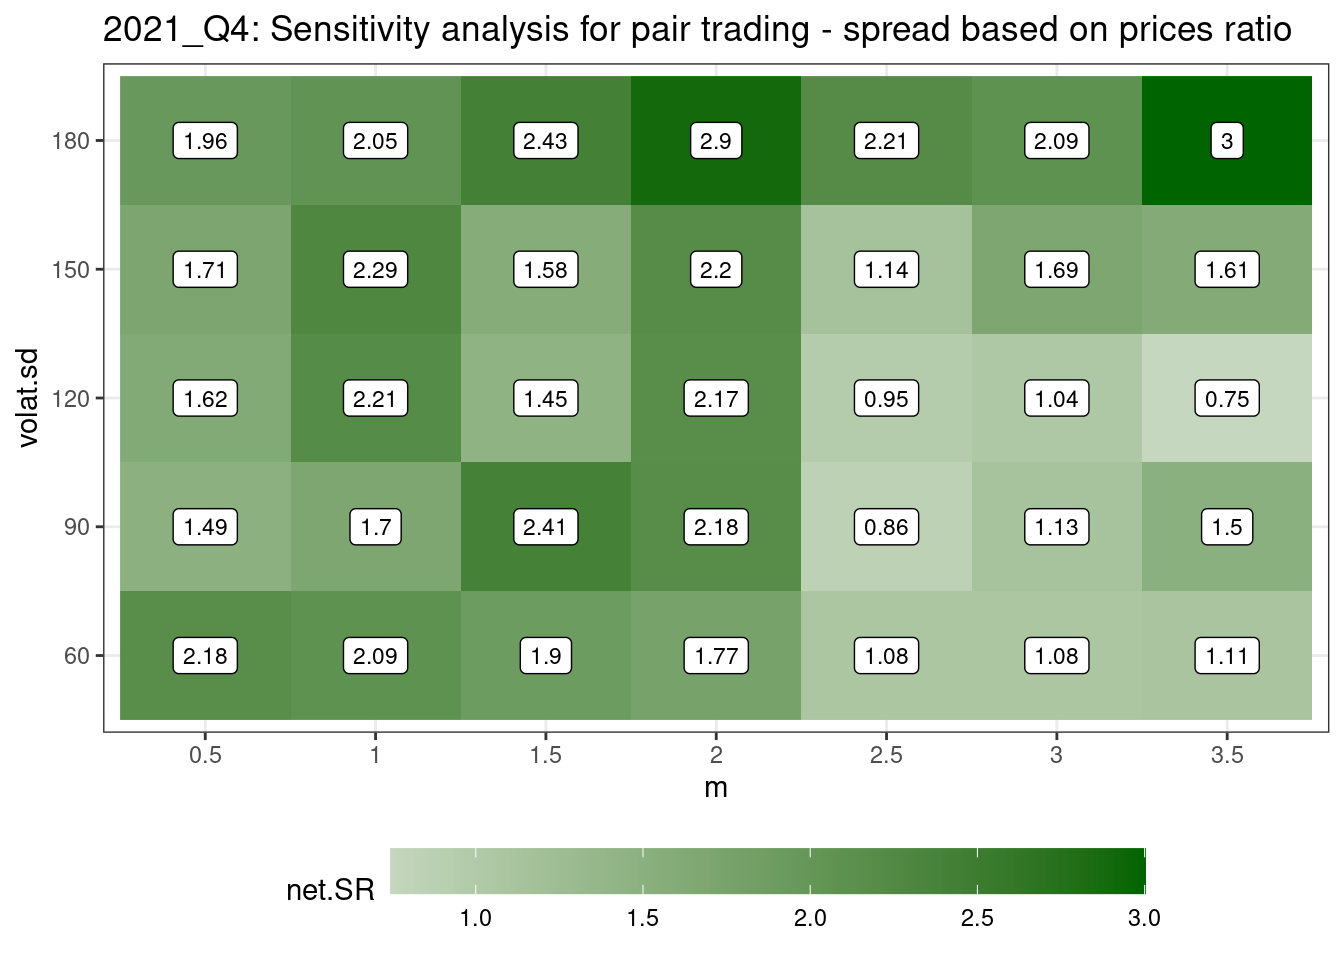 2021_Q4: Sensitivity analysis for pair trading - spread based on prices ratio
180 1.96 2.05 2.43 2.9 2.21 2.09 3
150 1.71 2.29 1.58 2.2 1.14 1.69 1.61
volat.sd
120 1.62 2.21 1.45 2.17 0.95 1.04 0.75
90 1.49 1.7 2.41 2.18 0.86 1.13 1.5
60 2.18 2.09 1.9 1.77 1.08 1.08 1.11
0.5 1 1.5 2 2.5 3 3.5
m
net.SR
1.0 1.5 2.0 2.5 3.0